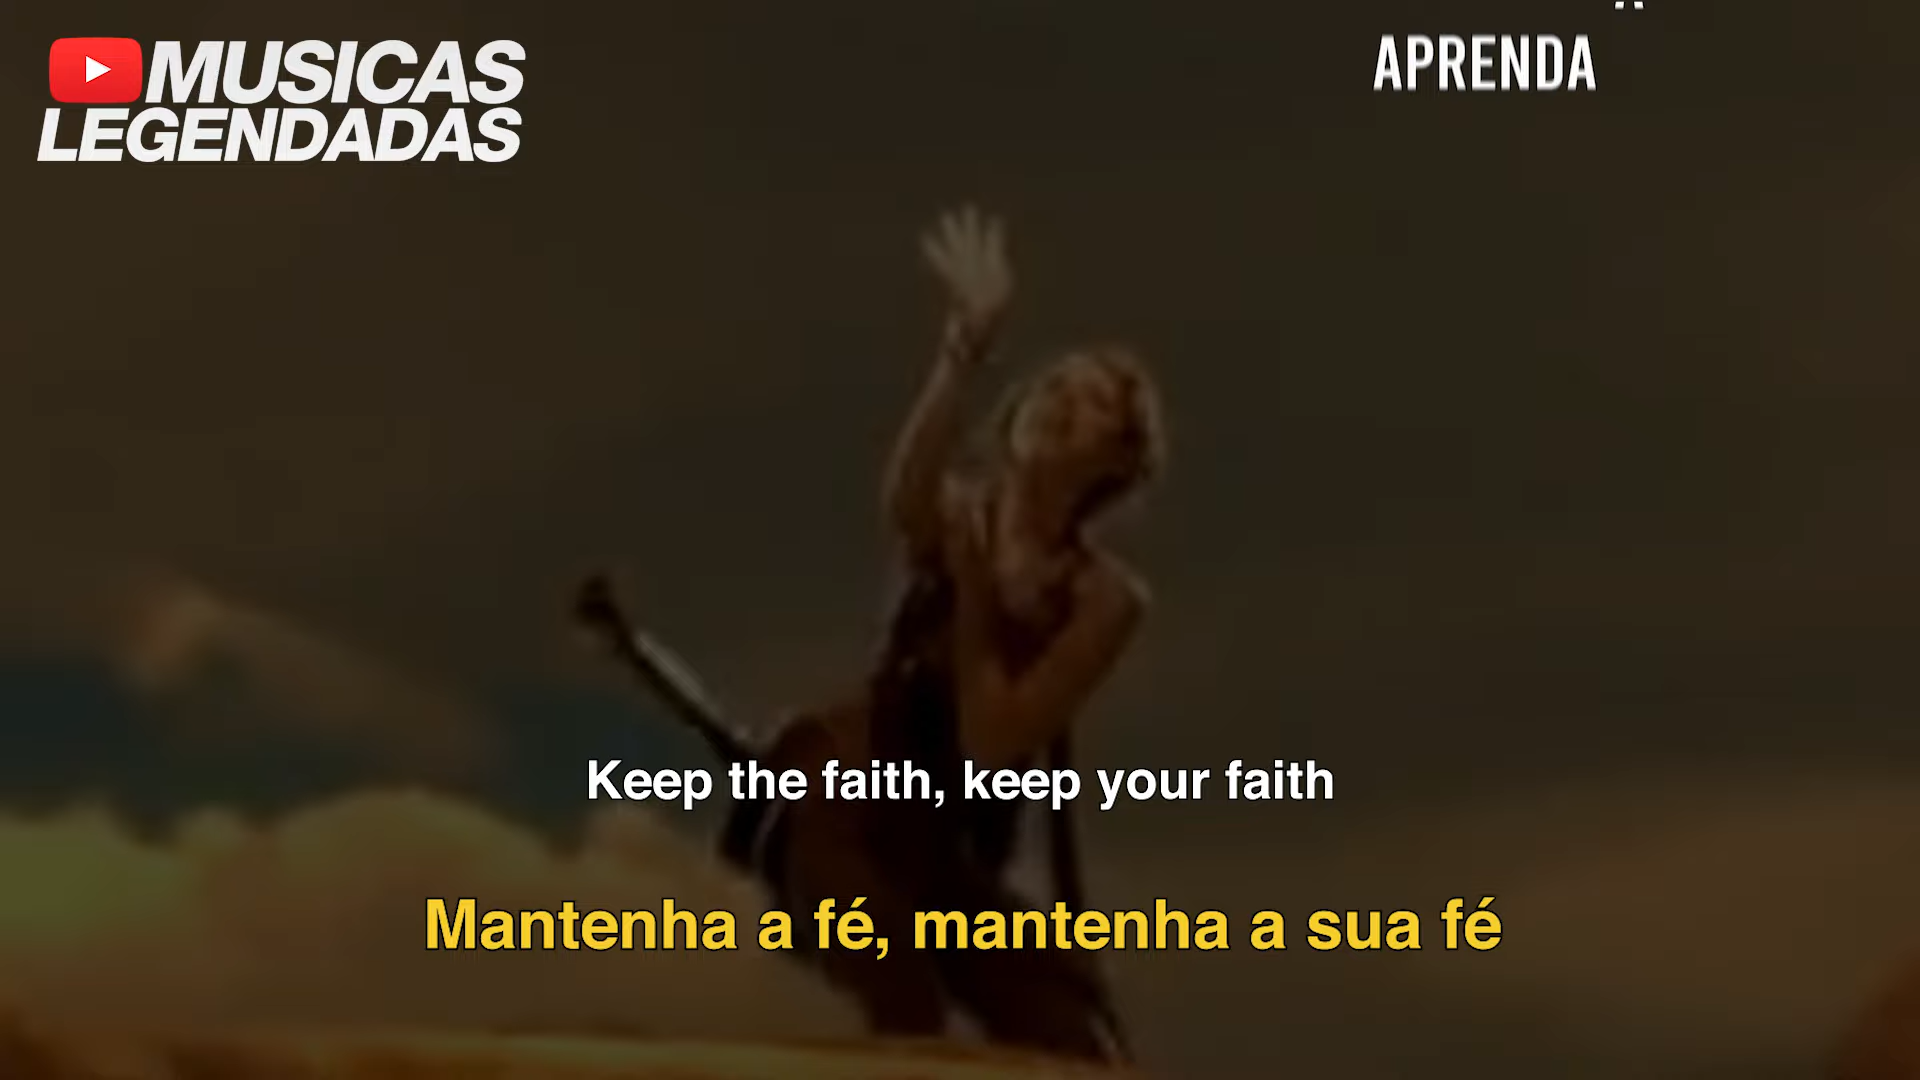 MUSICAS
LEGENDADAS
APRENDA
Keep the faith, keep your faith
Mantenha a fé, mantenha a sua fé